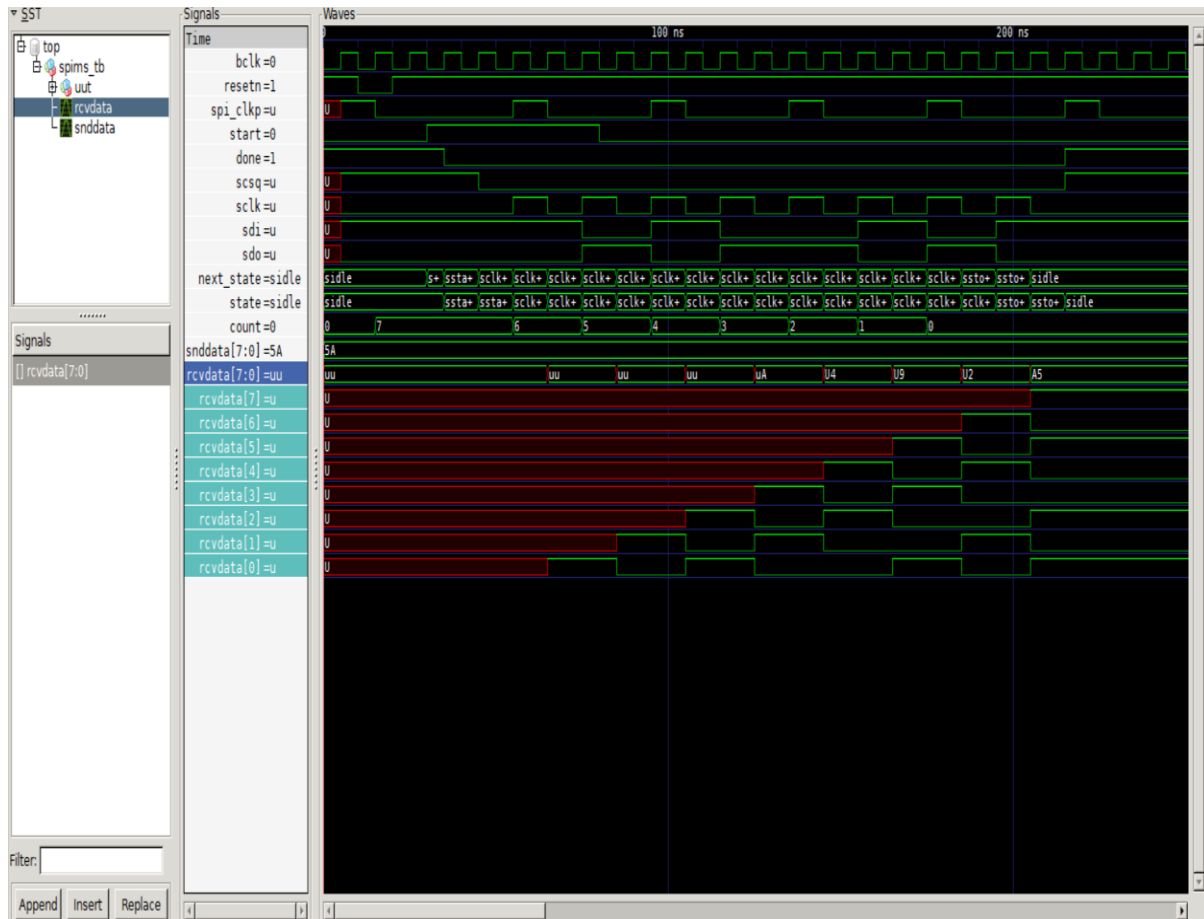 SST
top
spims_tb
uut
rcvdata
snddata
Signals
[] rcvdata[7:0]
Filter:
Append Insert Replace
Signals
Time
bclk=0
resetn=1
spi_clkp=u
start=0
done=1
scsq=u
sclk=u
sdi=u
sdo=u
next_state=sidle
state=sidle
count=0
snddata[7:0]=5A
rcvdata[7:0]=uu
rcvdata[7]=u
rcvdata[6]=u
rcvdata[5]=u
rcvdata[4]=u
rcvdata[3]=u
rcvdata[2]=u
rcvdata[1]=u
rcvdata[0]=u
Waves
0 100 ns 200 ns
U
U
U
U
U
sidle s+ ssta+ sclk+ sclk+ sclk+ sclk+ sclk+ sclk+ sclk+ sclk+ sclk+ sclk+ sclk+ sclk+ sclk+ sclk+ ssto+ ssto+ sidle
sidle ssta+ ssta+ sclk+ sclk+ sclk+ sclk+ sclk+ sclk+ sclk+ sclk+ sclk+ sclk+ sclk+ sclk+ sclk+ ssto+ ssto+ sidle
0 7 6 5 4 3 2 1 0
5A
uu uu uu uu uA U4 U9 U2 A5
U
U
U
U
U
U
U
U